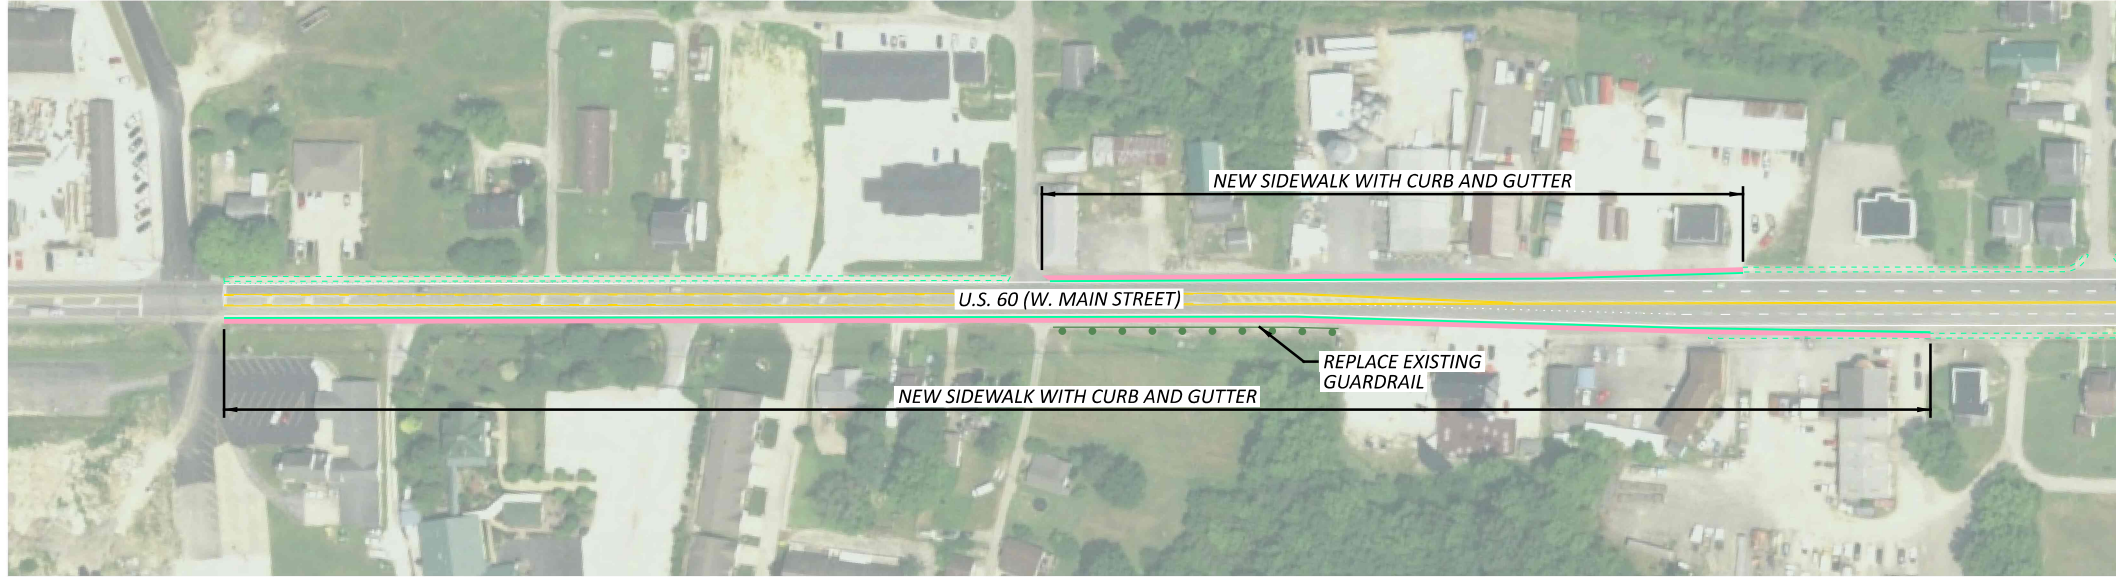 NEW SIDEWALK WITH CURB AND GUTTER
U.S. 60 (W. MAIN STREET)
REPLACE EXISTING
GUARDRAIL
NEW SIDEWALK WITH CURB AND GUTTER